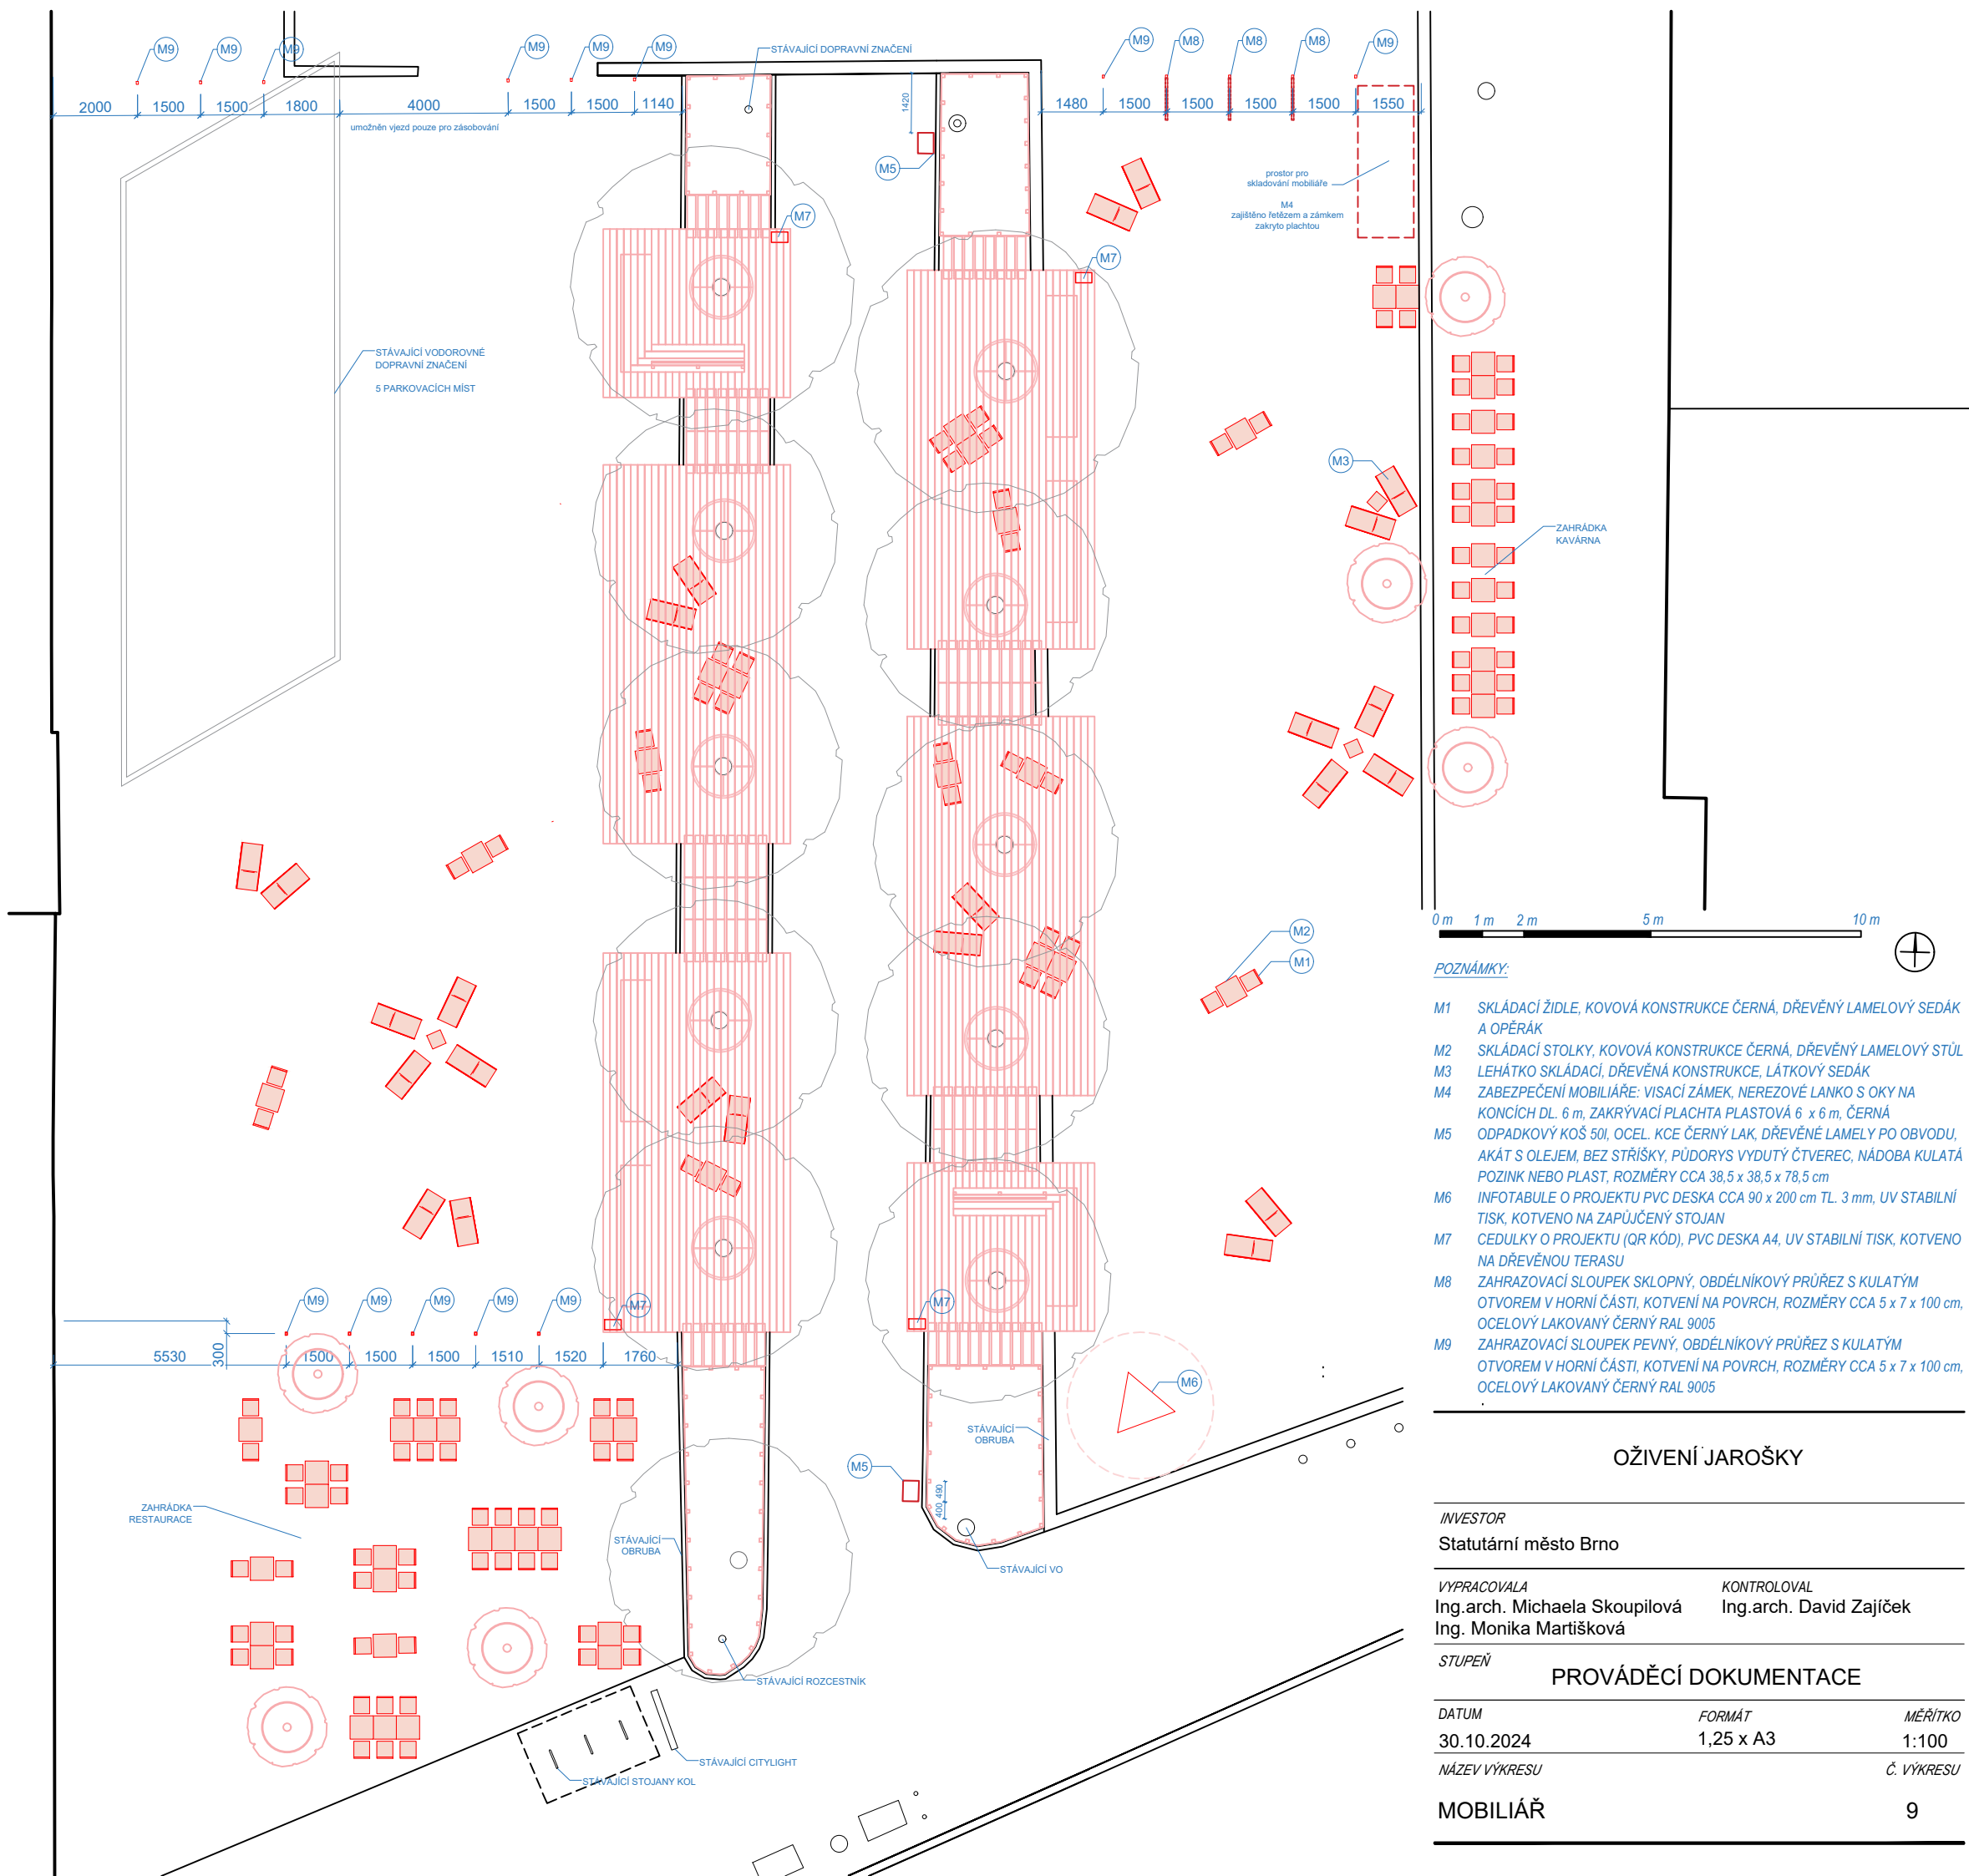 M9
M9
M9
M9
M9
M9
STÁVAJÍCÍ DOPRAVNÍ ZNAČENÍ
M9
M8
M8
M8
M9
2000
1500
1500
1800
4000
1500
1500
1140
1420
1480
1500
1500
1500
1500
1550
umožněn vjezd pouze pro zásobování
M5
prostor pro
skladování mobiliáře
M4
zajištěno řetězem a zámkem
zakryto plachtou
M7
M7
STÁVAJÍCÍ VODOROVNÉ
DOPRAVNÍ ZNAČENÍ
5 PARKOVACÍCH MÍST
M3
ZAHRÁDKA
KAVÁRNA
M2
M1
0 m
1 m
2 m
5 m
10 m
POZNÁMKY:
M1 SKLÁDACÍ ŽIDLE, KOVOVÁ KONSTRUKCE ČERNÁ, DŘEVĚNÝ LAMELOVÝ SEDÁK
A OPĚRÁK
M2 SKLÁDACÍ STOLKY, KOVOVÁ KONSTRUKCE ČERNÁ, DŘEVĚNÝ LAMELOVÝ STŮL
M3 LEHÁTKO SKLÁDACÍ, DŘEVĚNÁ KONSTRUKCE, LÁTKOVÝ SEDÁK
M4 ZABEZPEČENÍ MOBILIÁŘE: VISACÍ ZÁMEK, NEREZOVÉ LANKO S OKY NA
KONCÍCH DL. 6 m, ZAKRÝVACÍ PLACHTA PLASTOVÁ 6 x 6 m, ČERNÁ
M5 ODPADKOVÝ KOŠ 50l, OCEL. KCE ČERNÝ LAK, DŘEVĚNÉ LAMELY PO OBVODU,
AKÁT S OLEJEM, BEZ STŘÍŠKY, PŮDORYS VYDUTÝ ČTVEREC, NÁDOBA KULATÁ
POZINK NEBO PLAST, ROZMĚRY CCA 38,5 x 38,5 x 78,5 cm
M6 INFOTABULE O PROJEKTU PVC DESKA CCA 90 x 200 cm TL. 3 mm, UV STABILNÍ
TISK, KOTVENO NA ZAPŮJČENÝ STOJAN
M7 CEDULKY O PROJEKTU (QR KÓD), PVC DESKA A4, UV STABILNÍ TISK, KOTVENO
NA DŘEVĚNOU TERASU
M8 ZAHRAZOVACÍ SLOUPEK SKLOPNÝ, OBDÉLNÍKOVÝ PRŮŘEZ S KULATÝM
OTVOREM V HORNÍ ČÁSTI, KOTVENÍ NA POVRCH, ROZMĚRY CCA 5 x 7 x 100 cm,
OCELOVÝ LAKOVANÝ ČERNÝ RAL 9005
M9 ZAHRAZOVACÍ SLOUPEK PEVNÝ, OBDÉLNÍKOVÝ PRŮŘEZ S KULATÝM
OTVOREM V HORNÍ ČÁSTI, KOTVENÍ NA POVRCH, ROZMĚRY CCA 5 x 7 x 100 cm,
OCELOVÝ LAKOVANÝ ČERNÝ RAL 9005
M9
M9
M9
M9
M9
M7
M7
5530
300
1500
1500
1500
1510
1520
1760
M6
STÁVAJÍCÍ
OBRUBA
M5
400 490
ZAHRÁDKA
RESTAURACE
STÁVAJÍCÍ
OBRUBA
STÁVAJÍCÍ VO
STÁVAJÍCÍ ROZCESTNÍK
STÁVAJÍCÍ CITYLIGHT
STÁVAJÍCÍ STOJANY KOL
OŽIVENÍ JAROŠKY
INVESTOR
Statutární město Brno
VYPRACOVALA KONTROLOVAL
Ing.arch. Michaela Skoupilová Ing.arch. David Zajíček
Ing. Monika Martišková
STUPEŇ
PROVÁDĚCÍ DOKUMENTACE
DATUM FORMÁT MĚŘÍTKO
30.10.2024 1,25 x A3 1:100
NÁZEV VÝKRESU Č. VÝKRESU
MOBILIÁŘ 9